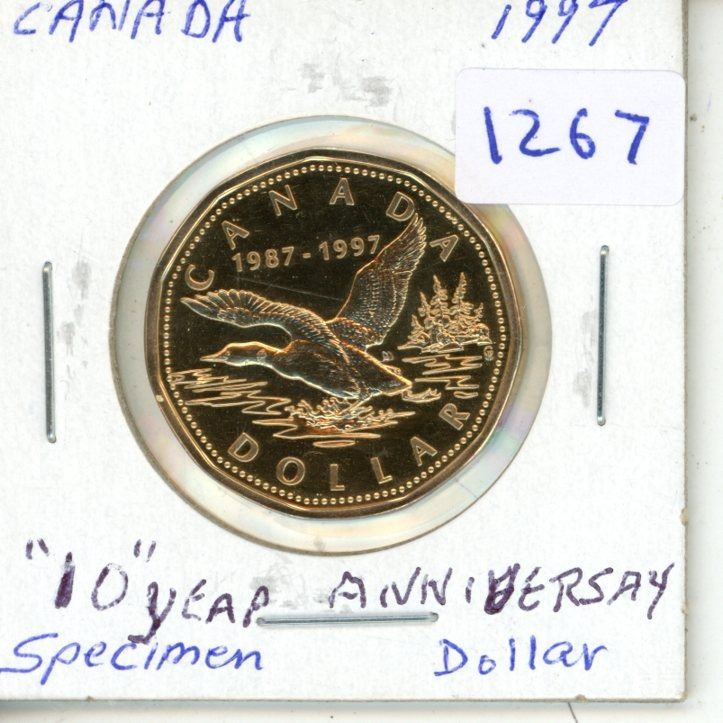 CANADA 1997
1267
CANADA
1987-1997
DOLLAR
"10" YEAR ANNIVERSAY
Specimen Dollar